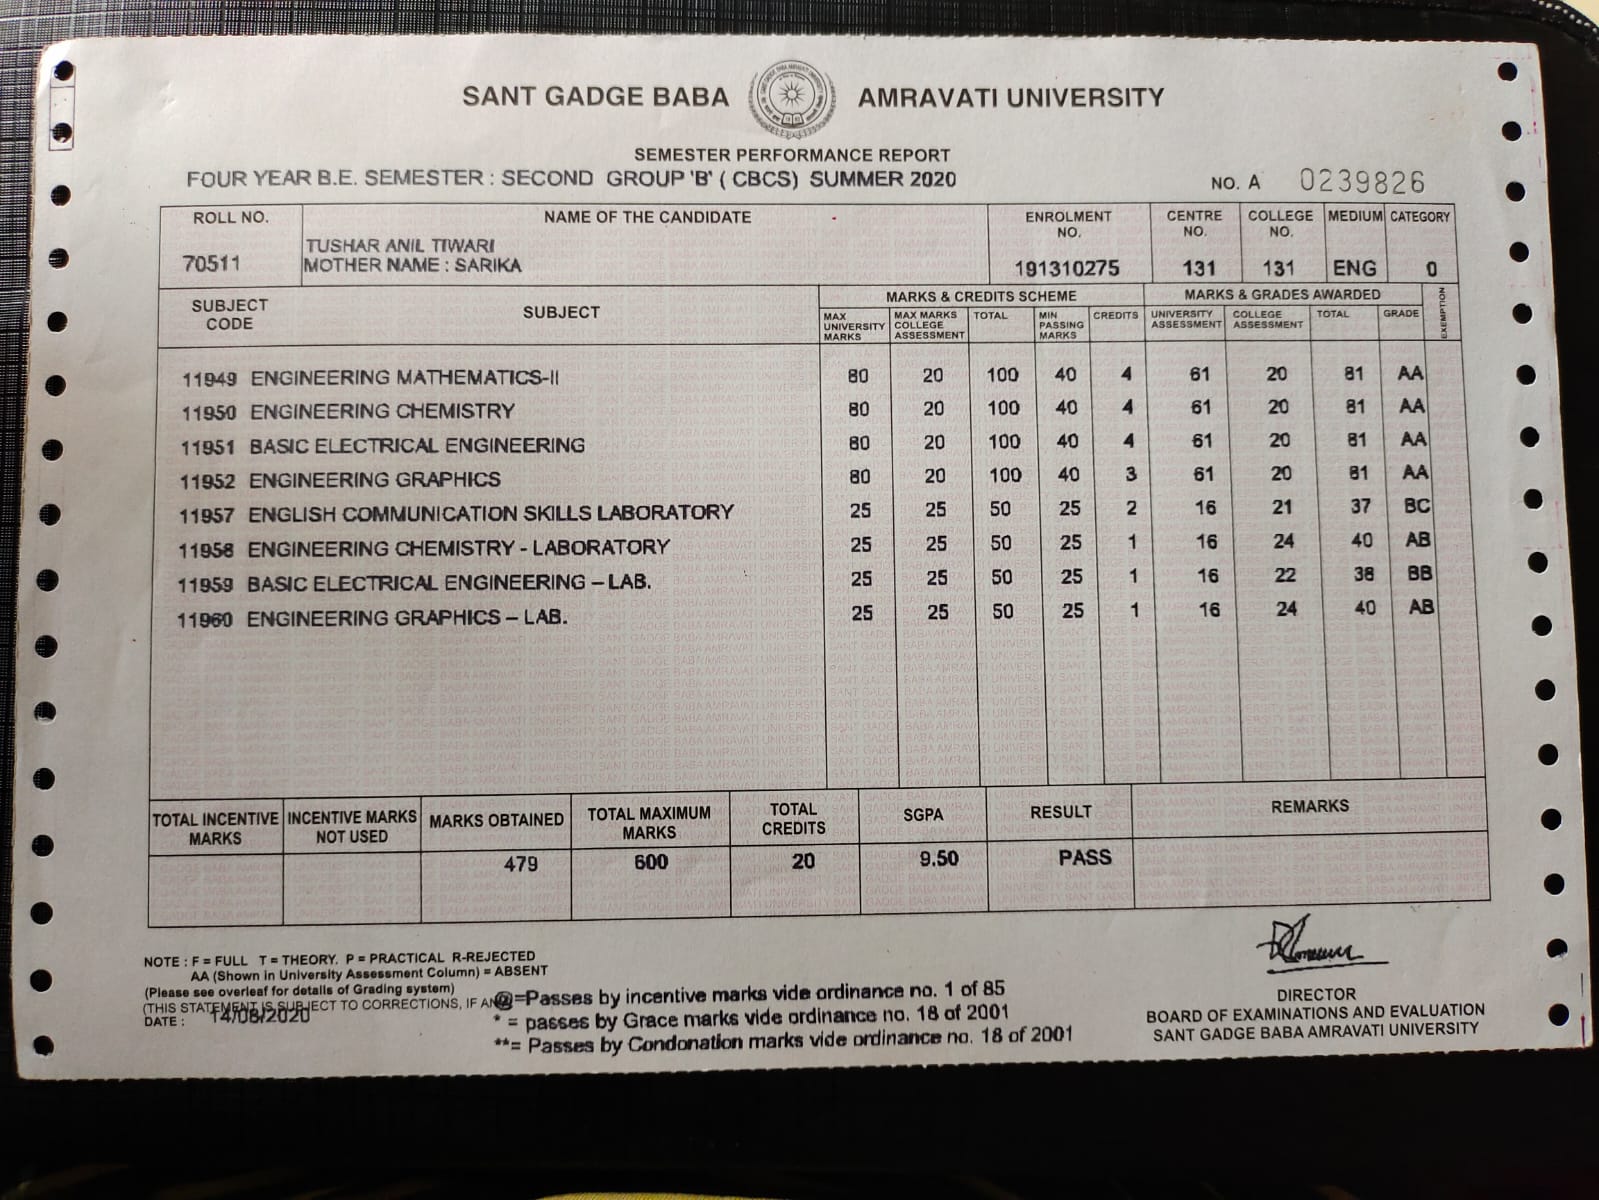 SANT GADGE BABA AMRAVATI UNIVERSITY
SEMESTER PERFORMANCE REPORT
FOUR YEAR B.E. SEMESTER : SECOND GROUP 'B' ( CBCS) SUMMER 2020
NO. A 0239826
ROLL NO. NAME OF THE CANDIDATE ENROLMENT NO. CENTRE NO. COLLEGE NO. MEDIUM CATEGORY
TUSHAR ANIL TIWARI
70511 MOTHER NAME : SARIKA 191310275 131 131 ENG 0
SUBJECT CODE SUBJECT MARKS & CREDITS SCHEME MARKS & GRADES AWARDED EXEMPTION
MAX UNIVERSITY MARKS MAX MARKS COLLEGE ASSESSMENT TOTAL MIN PASSING MARKS CREDITS UNIVERSITY ASSESSMENT COLLEGE ASSESSMENT TOTAL GRADE
11949 ENGINEERING MATHEMATICS-II 80 20 100 40 4 61 20 81 AA
11950 ENGINEERING CHEMISTRY 80 20 100 40 4 61 20 81 AA
11951 BASIC ELECTRICAL ENGINEERING 80 20 100 40 4 61 20 81 AA
11952 ENGINEERING GRAPHICS 80 20 100 40 3 61 20 81 AA
11957 ENGLISH COMMUNICATION SKILLS LABORATORY 25 25 50 25 2 16 21 37 BC
11958 ENGINEERING CHEMISTRY - LABORATORY 25 25 50 25 1 16 24 40 AB
11959 BASIC ELECTRICAL ENGINEERING – LAB. 25 25 50 25 1 16 22 38 BB
11960 ENGINEERING GRAPHICS – LAB. 25 25 50 25 1 16 24 40 AB
TOTAL INCENTIVE MARKS INCENTIVE MARKS NOT USED MARKS OBTAINED TOTAL MAXIMUM MARKS TOTAL CREDITS SGPA RESULT REMARKS
479 600 20 9.50 PASS
NOTE : F = FULL T = THEORY. P = PRACTICAL R-REJECTED
AA (Shown in University Assessment Column) = ABSENT
(Please see overleaf for details of Grading system)
(THIS STATEMENT IS SUBJECT TO CORRECTIONS, IF
DATE : 14/08/2020
@=Passes by incentive marks vide ordinance no. 1 of 85
* = passes by Grace marks vide ordinance no. 18 of 2001
**= Passes by Condonation marks vide ordinance no. 18 of 2001
DIRECTOR
BOARD OF EXAMINATIONS AND EVALUATION
SANT GADGE BABA AMRAVATI UNIVERSITY